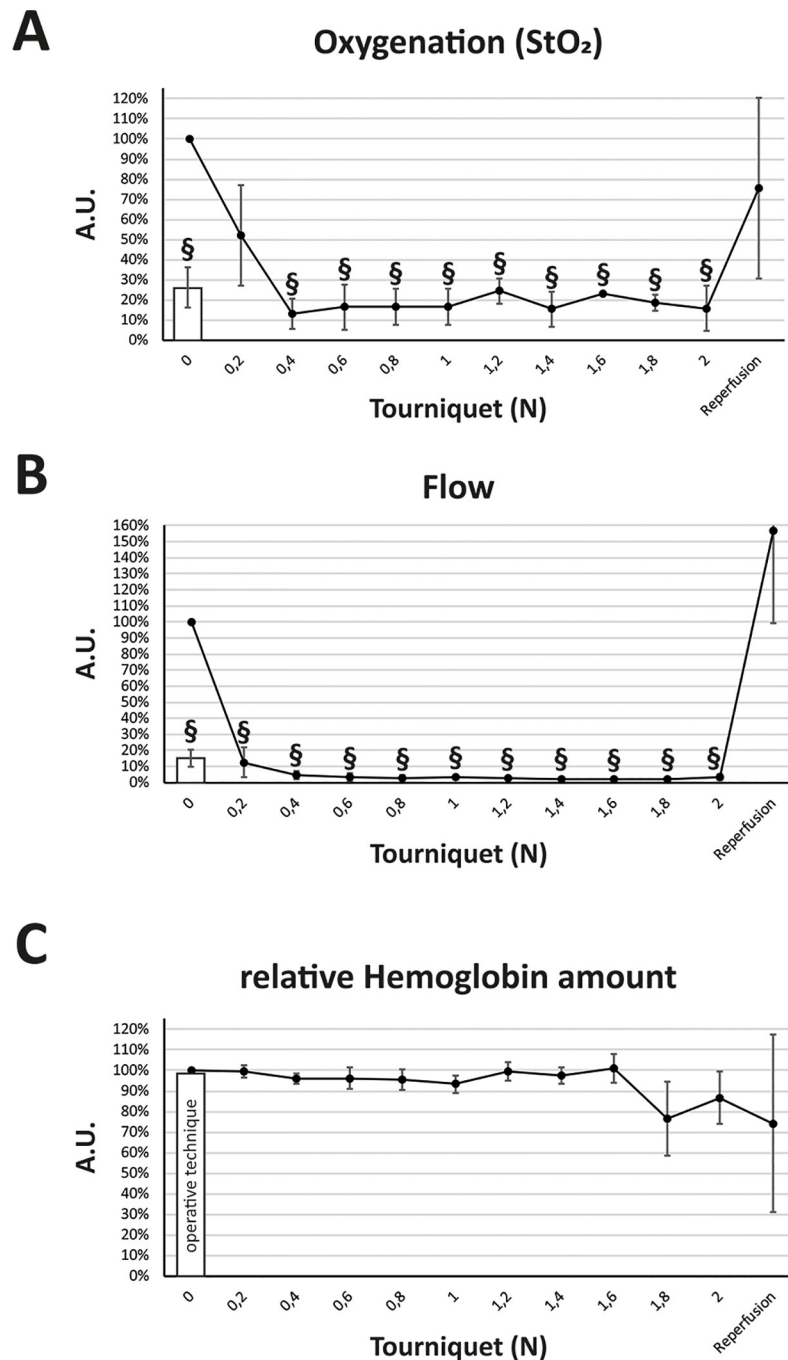 A
Oxygenation (StO₂)
120%
110%
100%
90%
80%
70%
60%
50%
40%
30%
20%
10%
0%
A.U.
§ § § § § § § § § §
0 0,2 0,4 0,6 0,8 1 1,2 1,4 1,6 1,8 2 Reperfusion
Tourniquet (N)
B
Flow
160%
150%
140%
130%
120%
110%
100%
90%
80%
70%
60%
50%
40%
30%
20%
10%
0%
A.U.
§ § § § § § § § § § §
0 0,2 0,4 0,6 0,8 1 1,2 1,4 1,6 1,8 2 Reperfusion
Tourniquet (N)
C
relative Hemoglobin amount
120%
110%
100%
90%
80%
70%
60%
50%
40%
30%
20%
10%
0%
A.U.
operative technique
0 0,2 0,4 0,6 0,8 1 1,2 1,4 1,6 1,8 2 Reperfusion
Tourniquet (N)